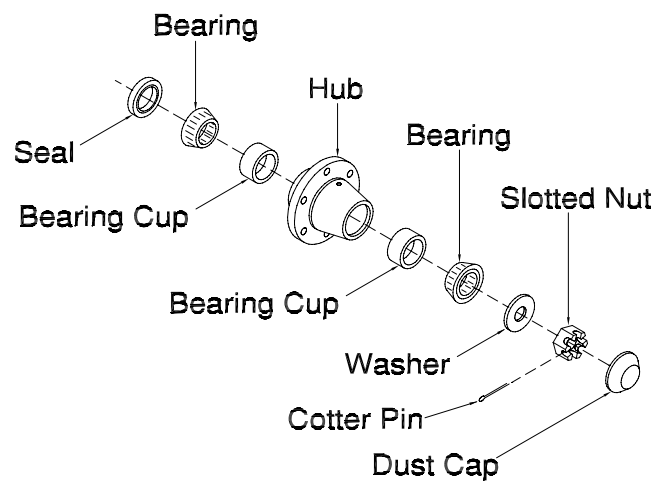 Bearing
Hub
Bearing
Seal
Slotted Nut
Bearing Cup
Bearing Cup
Washer
Cotter Pin
Dust Cap